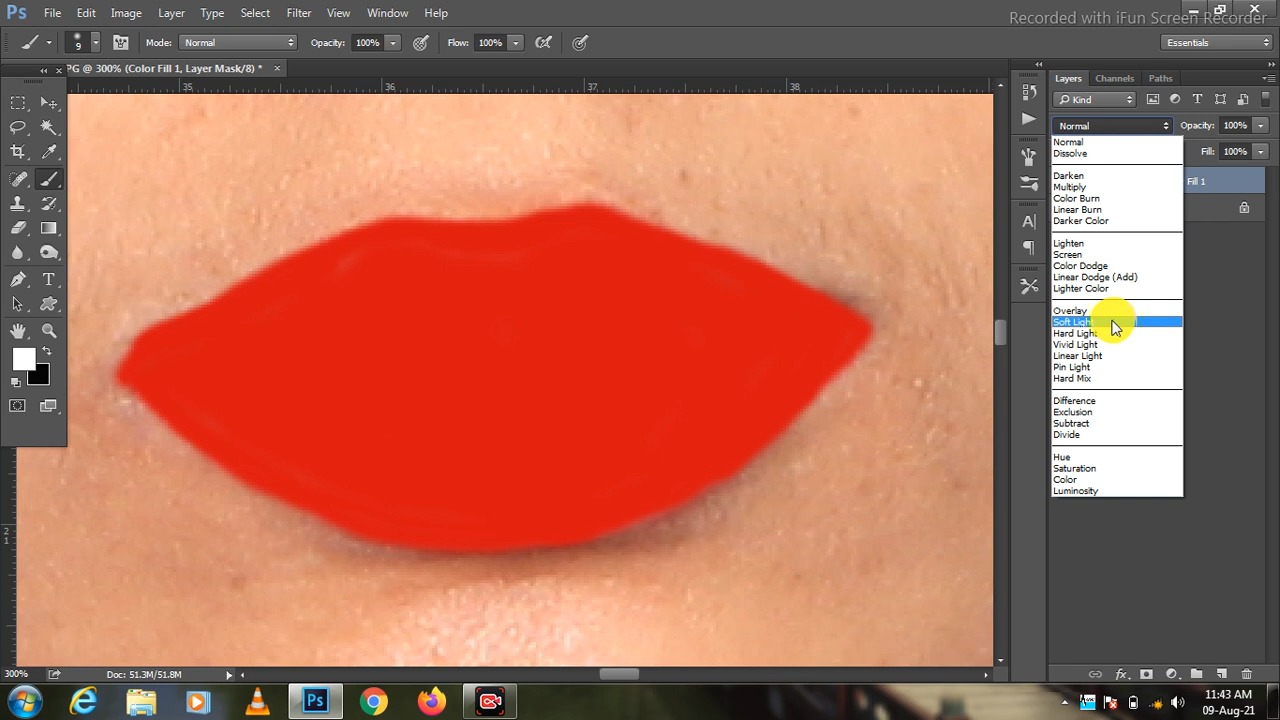 Ps File Edit Image Layer Type Select Filter View Window Help
Recorded with iFun Screen Recorder
9 Mode: Normal Opacity: 100% Flow: 100% Essentials
PG @ 300% (Color Fill 1, Layer Mask/8) *
35 36 37 38
Layers Channels Paths
Kind
Normal Opacity: 100%
Fill: 100%
Normal
Dissolve
Darken
Multiply
Color Burn
Linear Burn
Darker Color
Lighten
Screen
Color Dodge
Linear Dodge (Add)
Lighter Color
Overlay
Soft Light
Hard Light
Vivid Light
Linear Light
Pin Light
Hard Mix
Difference
Exclusion
Subtract
Divide
Hue
Saturation
Color
Luminosity
Fill 1
2
1
300% Doc: 51.3M/51.8M
Ps
11:43 AM
09-Aug-21